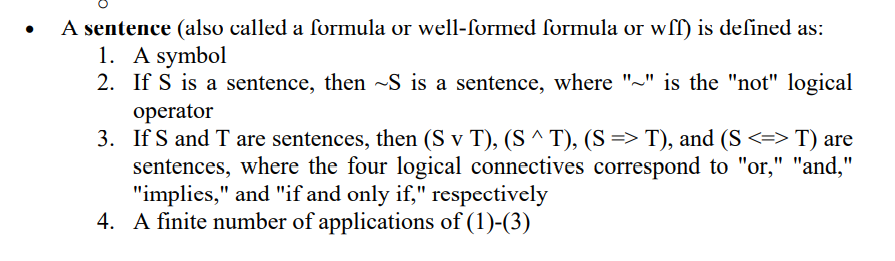 • A sentence (also called a formula or well-formed formula or wff) is defined as:
1. A symbol
2. If S is a sentence, then ~S is a sentence, where "~" is the "not" logical
operator
3. If S and T are sentences, then (S v T), (S ^ T), (S => T), and (S <=> T) are
sentences, where the four logical connectives correspond to "or," "and,"
"implies," and "if and only if," respectively
4. A finite number of applications of (1)-(3)